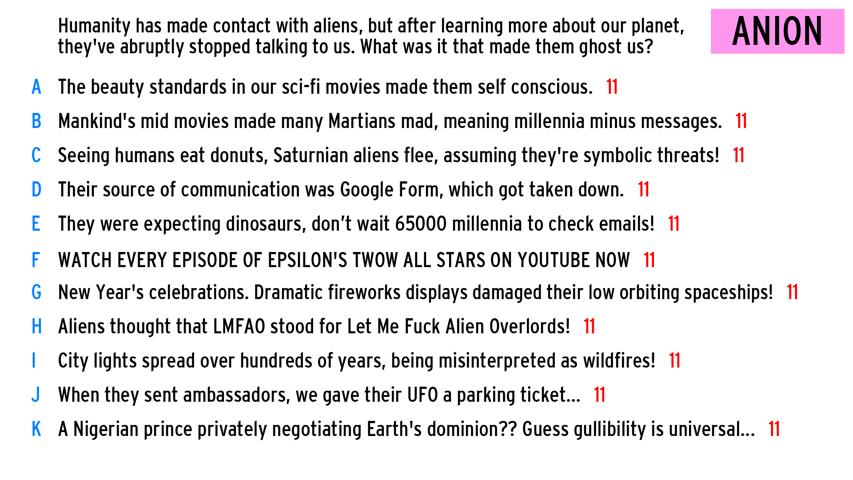 Humanity has made contact with aliens, but after learning more about our planet,
they've abruptly stopped talking to us. What was it that made them ghost us?
ANION
A The beauty standards in our sci-fi movies made them self conscious. 11
B Mankind's mid movies made many Martians mad, meaning millennia minus messages. 11
C Seeing humans eat donuts, Saturnian aliens flee, assuming they're symbolic threats! 11
D Their source of communication was Google Form, which got taken down. 11
E They were expecting dinosaurs, don’t wait 65000 millennia to check emails! 11
F WATCH EVERY EPISODE OF EPSILON'S TWOW ALL STARS ON YOUTUBE NOW 11
G New Year's celebrations. Dramatic fireworks displays damaged their low orbiting spaceships! 11
H Aliens thought that LMFAO stood for Let Me Fuck Alien Overlords! 11
I City lights spread over hundreds of years, being misinterpreted as wildfires! 11
J When they sent ambassadors, we gave their UFO a parking ticket... 11
K A Nigerian prince privately negotiating Earth's dominion?? Guess gullibility is universal... 11